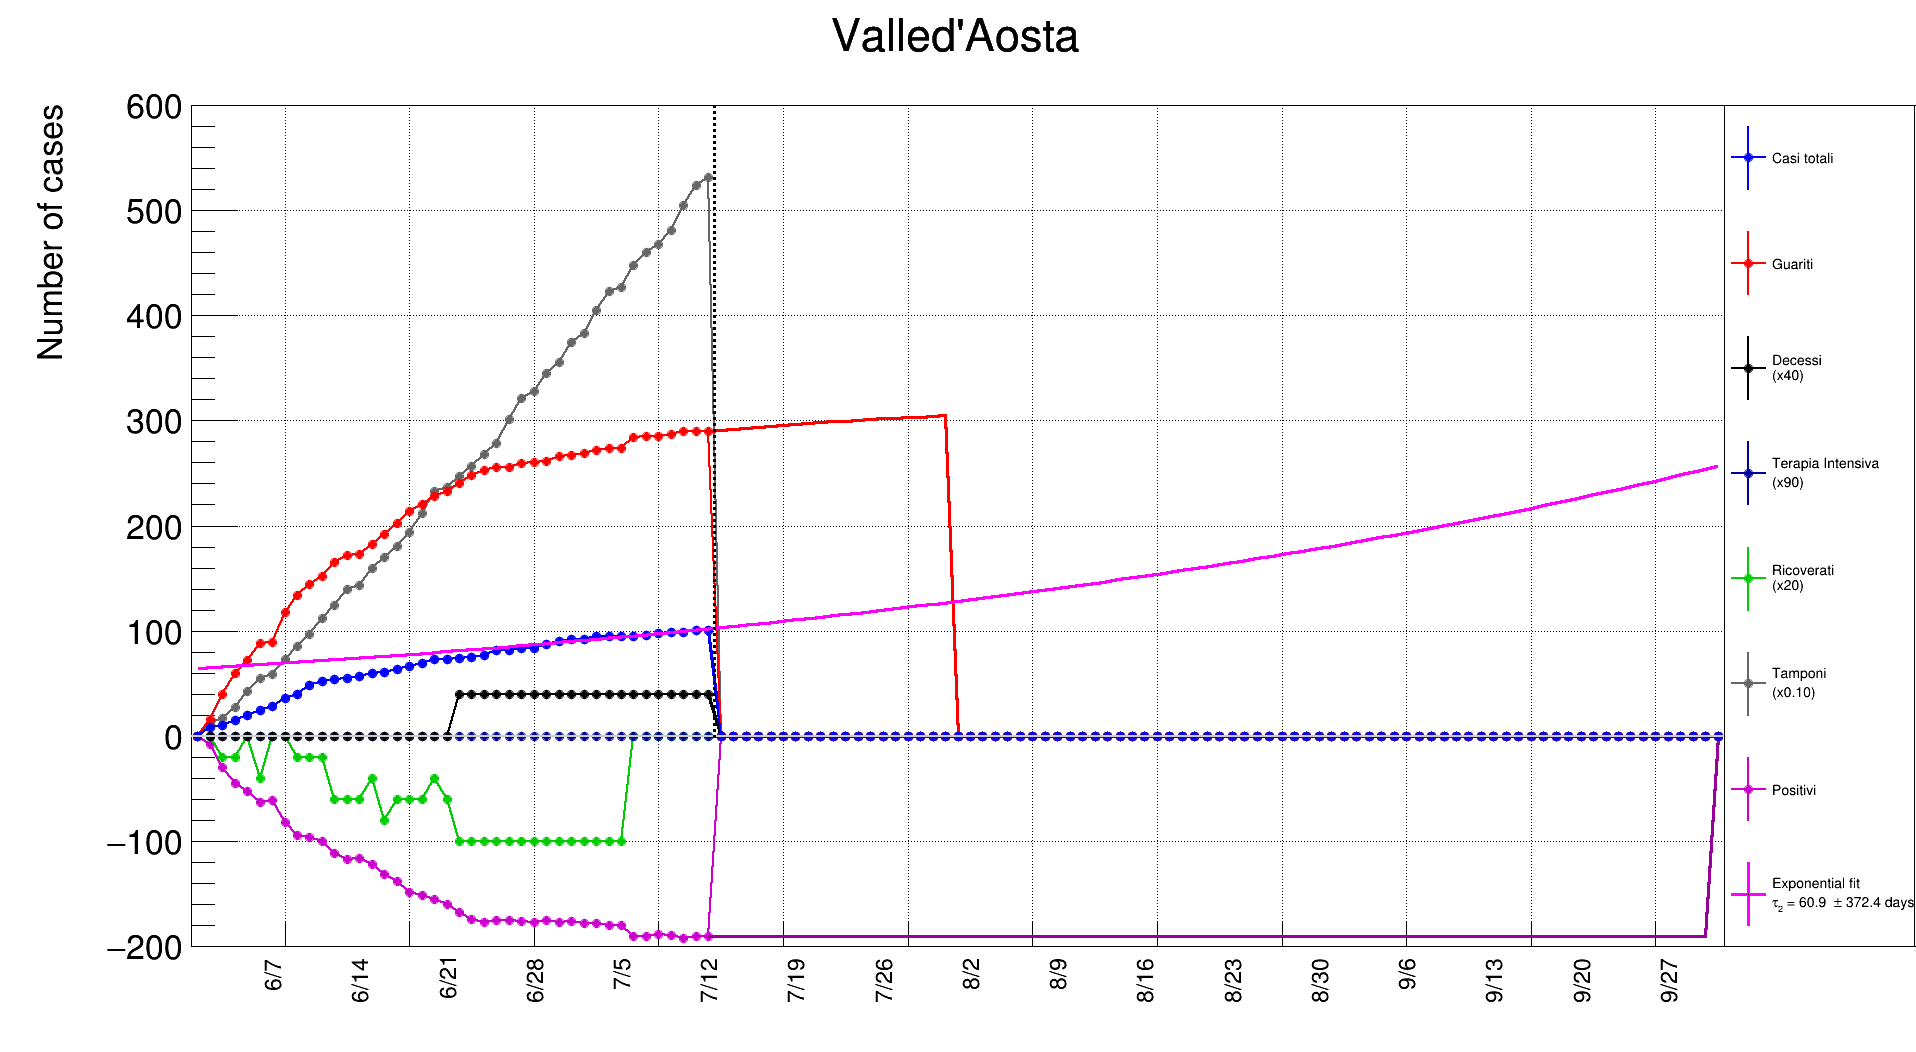 Valled'Aosta
Number of cases
600
500
400
300
200
100
0
−100
−200
6/7
6/14
6/21
6/28
7/5
7/12
7/19
7/26
8/2
8/9
8/16
8/23
8/30
9/6
9/13
9/20
9/27
Casi totali
Guariti
Decessi
(x40)
Terapia Intensiva
(x90)
Ricoverati
(x20)
Tamponi
(x0.10)
Positivi
Exponential fit
τ2 = 60.9 ± 372.4 days